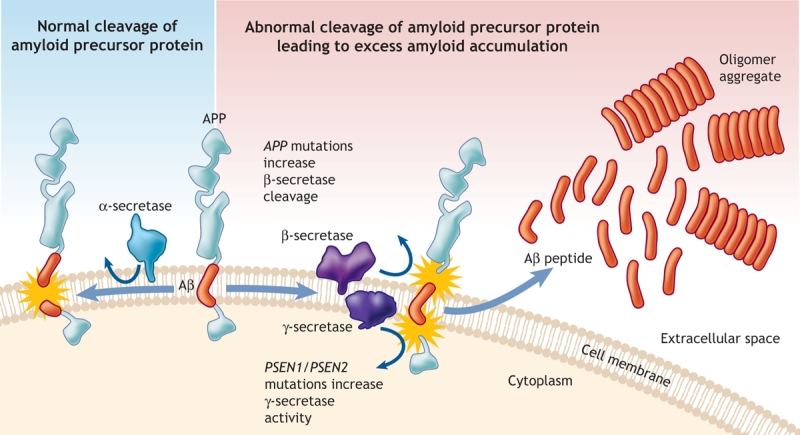 Normal cleavage of
amyloid precursor protein
Abnormal cleavage of amyloid precursor protein
leading to excess amyloid accumulation
Oligomer
aggregate
APP
APP mutations
increase
β-secretase
cleavage
α-secretase
β-secretase
Aβ
Aβ peptide
γ-secretase
Extracellular space
Cell membrane
PSEN1/PSEN2
mutations increase
γ-secretase
activity
Cytoplasm